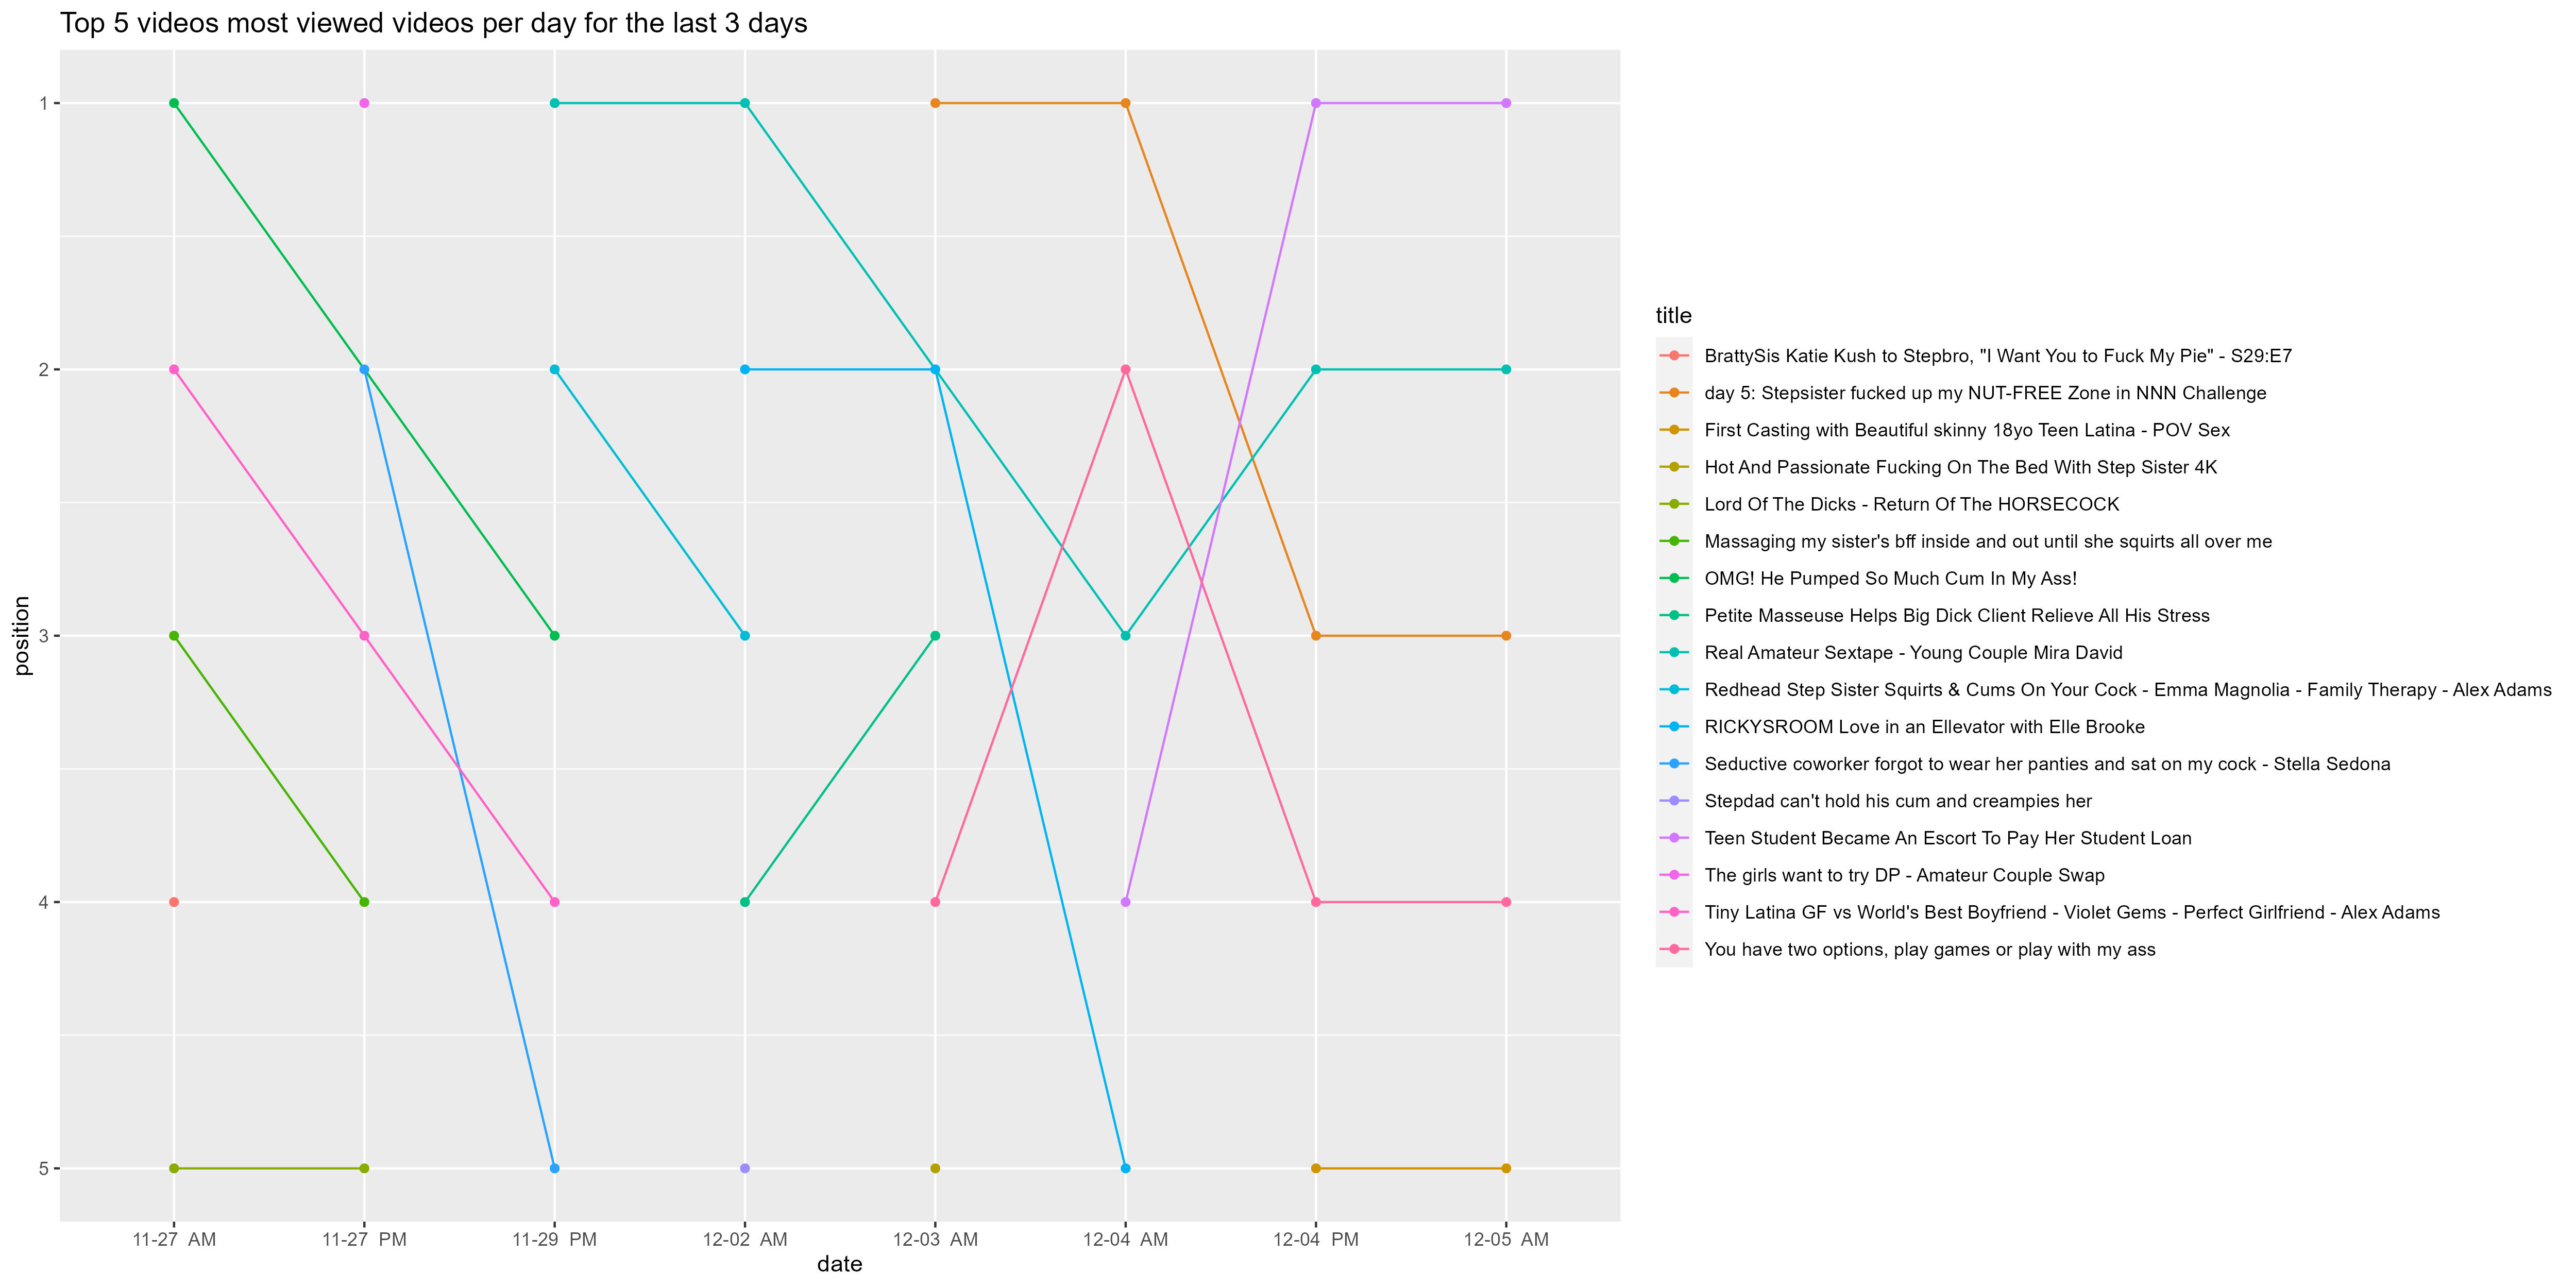 Top 5 videos most viewed videos per day for the last 3 days
position
1
2
3
4
5
11-27 AM
11-27 PM
11-29 PM
12-02 AM
12-03 AM
12-04 AM
12-04 PM
12-05 AM
date
title
BrattySis Katie Kush to Stepbro, "I Want You to Fuck My Pie" - S29:E7
day 5: Stepsister fucked up my NUT-FREE Zone in NNN Challenge
First Casting with Beautiful skinny 18yo Teen Latina - POV Sex
Hot And Passionate Fucking On The Bed With Step Sister 4K
Lord Of The Dicks - Return Of The HORSECOCK
Massaging my sister's bff inside and out until she squirts all over me
OMG! He Pumped So Much Cum In My Ass!
Petite Masseuse Helps Big Dick Client Relieve All His Stress
Real Amateur Sextape - Young Couple Mira David
Redhead Step Sister Squirts & Cums On Your Cock - Emma Magnolia - Family Therapy - Alex Adams
RICKYSROOM Love in an Ellevator with Elle Brooke
Seductive coworker forgot to wear her panties and sat on my cock - Stella Sedona
Stepdad can't hold his cum and creampies her
Teen Student Became An Escort To Pay Her Student Loan
The girls want to try DP - Amateur Couple Swap
Tiny Latina GF vs World's Best Boyfriend - Violet Gems - Perfect Girlfriend - Alex Adams
You have two options, play games or play with my ass